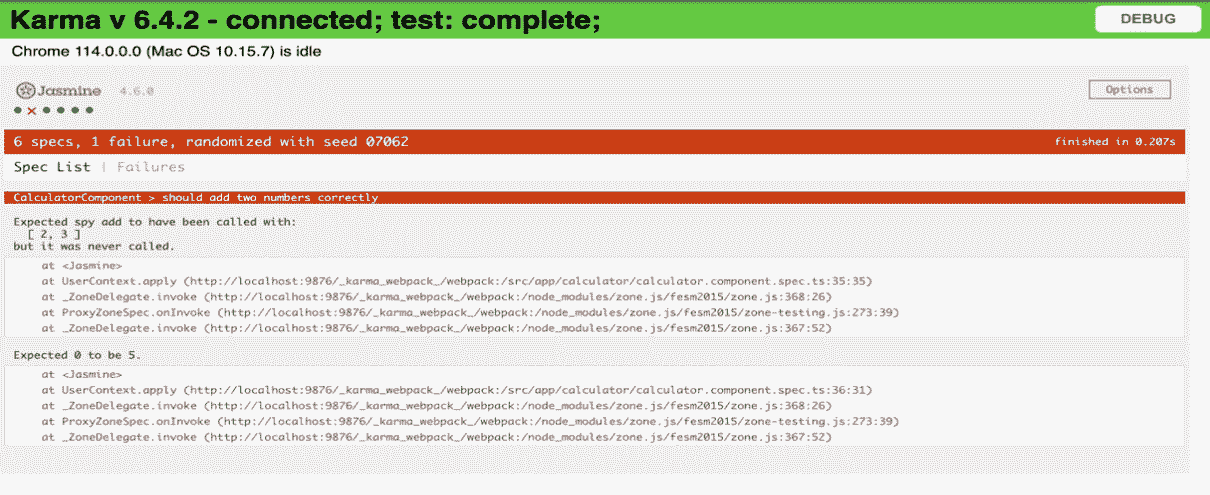 Karma v 6.4.2 - connected; test: complete;
DEBUG
Chrome 114.0.0.0 (Mac OS 10.15.7) is idle
Jasmine 4.6.0
Options
6 specs, 1 failure, randomized with seed 07062
finished in 0.207s
Spec List | Failures
CalculatorComponent > should add two numbers correctly
Expected spy add to have been called with:
[ 2, 3 ]
but it was never called.
at <Jasmine>
at UserContext.apply (http://localhost:9876/_karma_webpack_/webpack:/src/app/calculator/calculator.component.spec.ts:35:35)
at _ZoneDelegate.invoke (http://localhost:9876/_karma_webpack_/webpack:/node_modules/zone.js/fesm2015/zone.js:368:26)
at ProxyZoneSpec.onInvoke (http://localhost:9876/_karma_webpack_/webpack:/node_modules/zone.js/fesm2015/zone-testing.js:273:39)
at _ZoneDelegate.invoke (http://localhost:9876/_karma_webpack_/webpack:/node_modules/zone.js/fesm2015/zone.js:367:52)
Expected 0 to be 5.
at <Jasmine>
at UserContext.apply (http://localhost:9876/_karma_webpack_/webpack:/src/app/calculator/calculator.component.spec.ts:36:31)
at _ZoneDelegate.invoke (http://localhost:9876/_karma_webpack_/webpack:/node_modules/zone.js/fesm2015/zone.js:368:26)
at ProxyZoneSpec.onInvoke (http://localhost:9876/_karma_webpack_/webpack:/node_modules/zone.js/fesm2015/zone-testing.js:273:39)
at _ZoneDelegate.invoke (http://localhost:9876/_karma_webpack_/webpack:/node_modules/zone.js/fesm2015/zone.js:367:52)